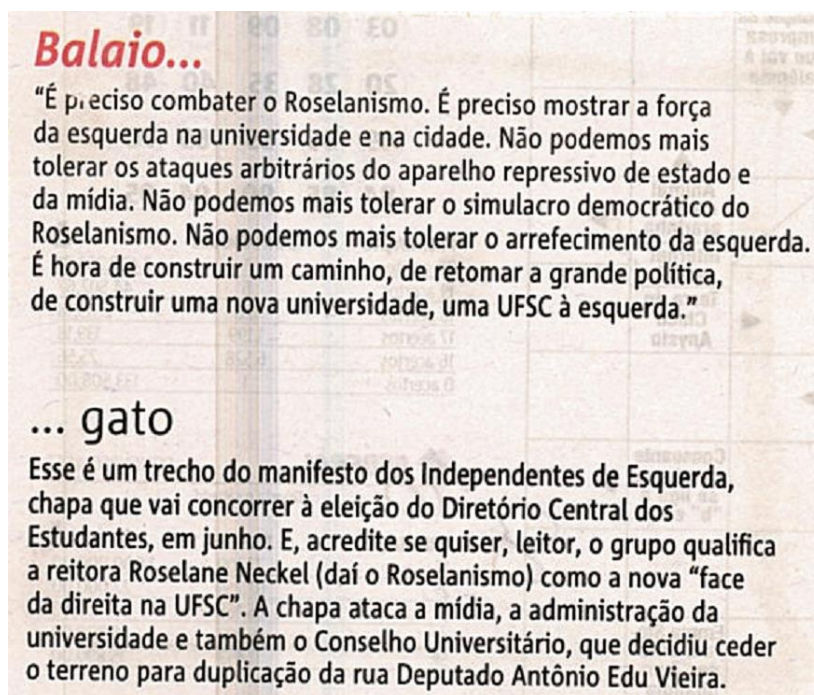 Balaio...
“É preciso combater o Roselanismo. É preciso mostrar a força
da esquerda na universidade e na cidade. Não podemos mais
tolerar os ataques arbitrários do aparelho repressivo de estado e
da mídia. Não podemos mais tolerar o simulacro democrático do
Roselanismo. Não podemos mais tolerar o arrefecimento da esquerda.
É hora de construir um caminho, de retomar a grande política,
de construir uma nova universidade, uma UFSC à esquerda.”
... gato
Esse é um trecho do manifesto dos Independentes de Esquerda,
chapa que vai concorrer à eleição do Diretório Central dos
Estudantes, em junho. E, acredite se quiser, leitor, o grupo qualifica
a reitora Roselane Neckel (daí o Roselanismo) como a nova “face
da direita na UFSC”. A chapa ataca a mídia, a administração da
universidade e também o Conselho Universitário, que decidiu ceder
o terreno para duplicação da rua Deputado Antônio Edu Vieira.